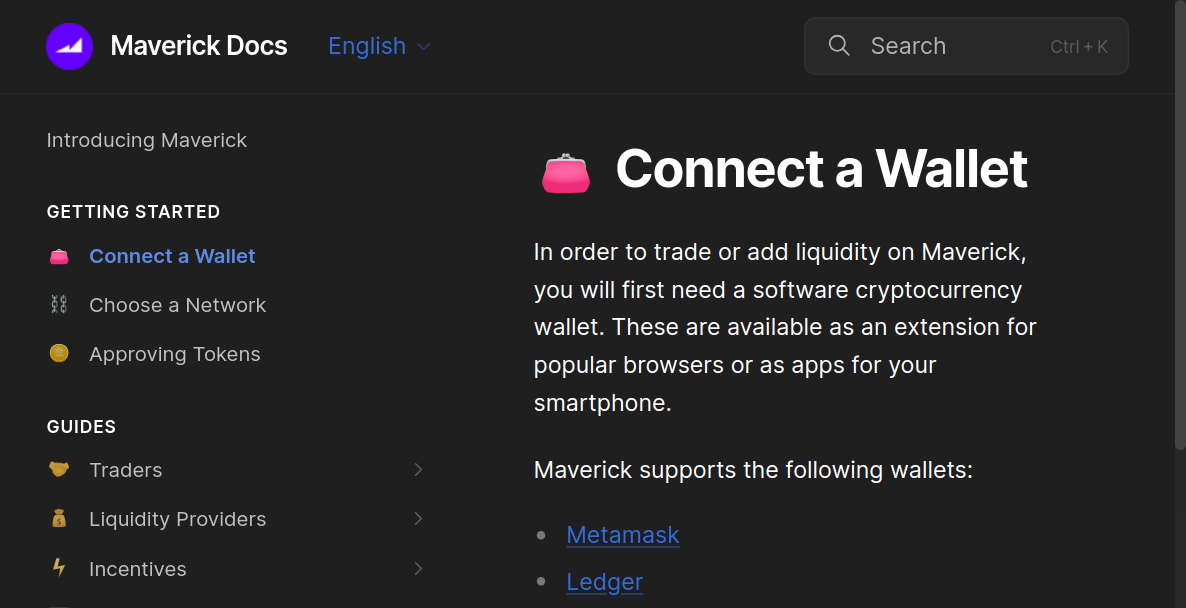 Maverick Docs
English
Search
Ctrl + K
Introducing Maverick
GETTING STARTED
Connect a Wallet
Choose a Network
Approving Tokens
GUIDES
Traders
Liquidity Providers
Incentives
Connect a Wallet
In order to trade or add liquidity on Maverick,
you will first need a software cryptocurrency
wallet. These are available as an extension for
popular browsers or as apps for your
smartphone.
Maverick supports the following wallets:
Metamask
Ledger